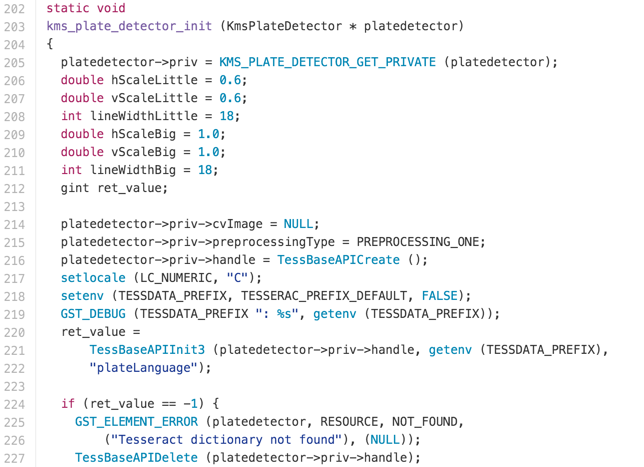 202 static void
203 kms_plate_detector_init (KmsPlateDetector * platedetector)
204 {
205   platedetector->priv = KMS_PLATE_DETECTOR_GET_PRIVATE (platedetector);
206   double hScaleLittle = 0.6;
207   double vScaleLittle = 0.6;
208   int lineWidthLittle = 18;
209   double hScaleBig = 1.0;
210   double vScaleBig = 1.0;
211   int lineWidthBig = 18;
212   gint ret_value;
213
214   platedetector->priv->cvImage = NULL;
215   platedetector->priv->preprocessingType = PREPROCESSING_ONE;
216   platedetector->priv->handle = TessBaseAPICreate ();
217   setlocale (LC_NUMERIC, "C");
218   setenv (TESSDATA_PREFIX, TESSERAC_PREFIX_DEFAULT, FALSE);
219   GST_DEBUG (TESSDATA_PREFIX ": %s", getenv (TESSDATA_PREFIX));
220   ret_value =
221       TessBaseAPIInit3 (platedetector->priv->handle, getenv (TESSDATA_PREFIX),
222       "plateLanguage");
223
224   if (ret_value == -1) {
225     GST_ELEMENT_ERROR (platedetector, RESOURCE, NOT_FOUND,
226         ("Tesseract dictionary not found"), (NULL));
227     TessBaseAPIDelete (platedetector->priv->handle);